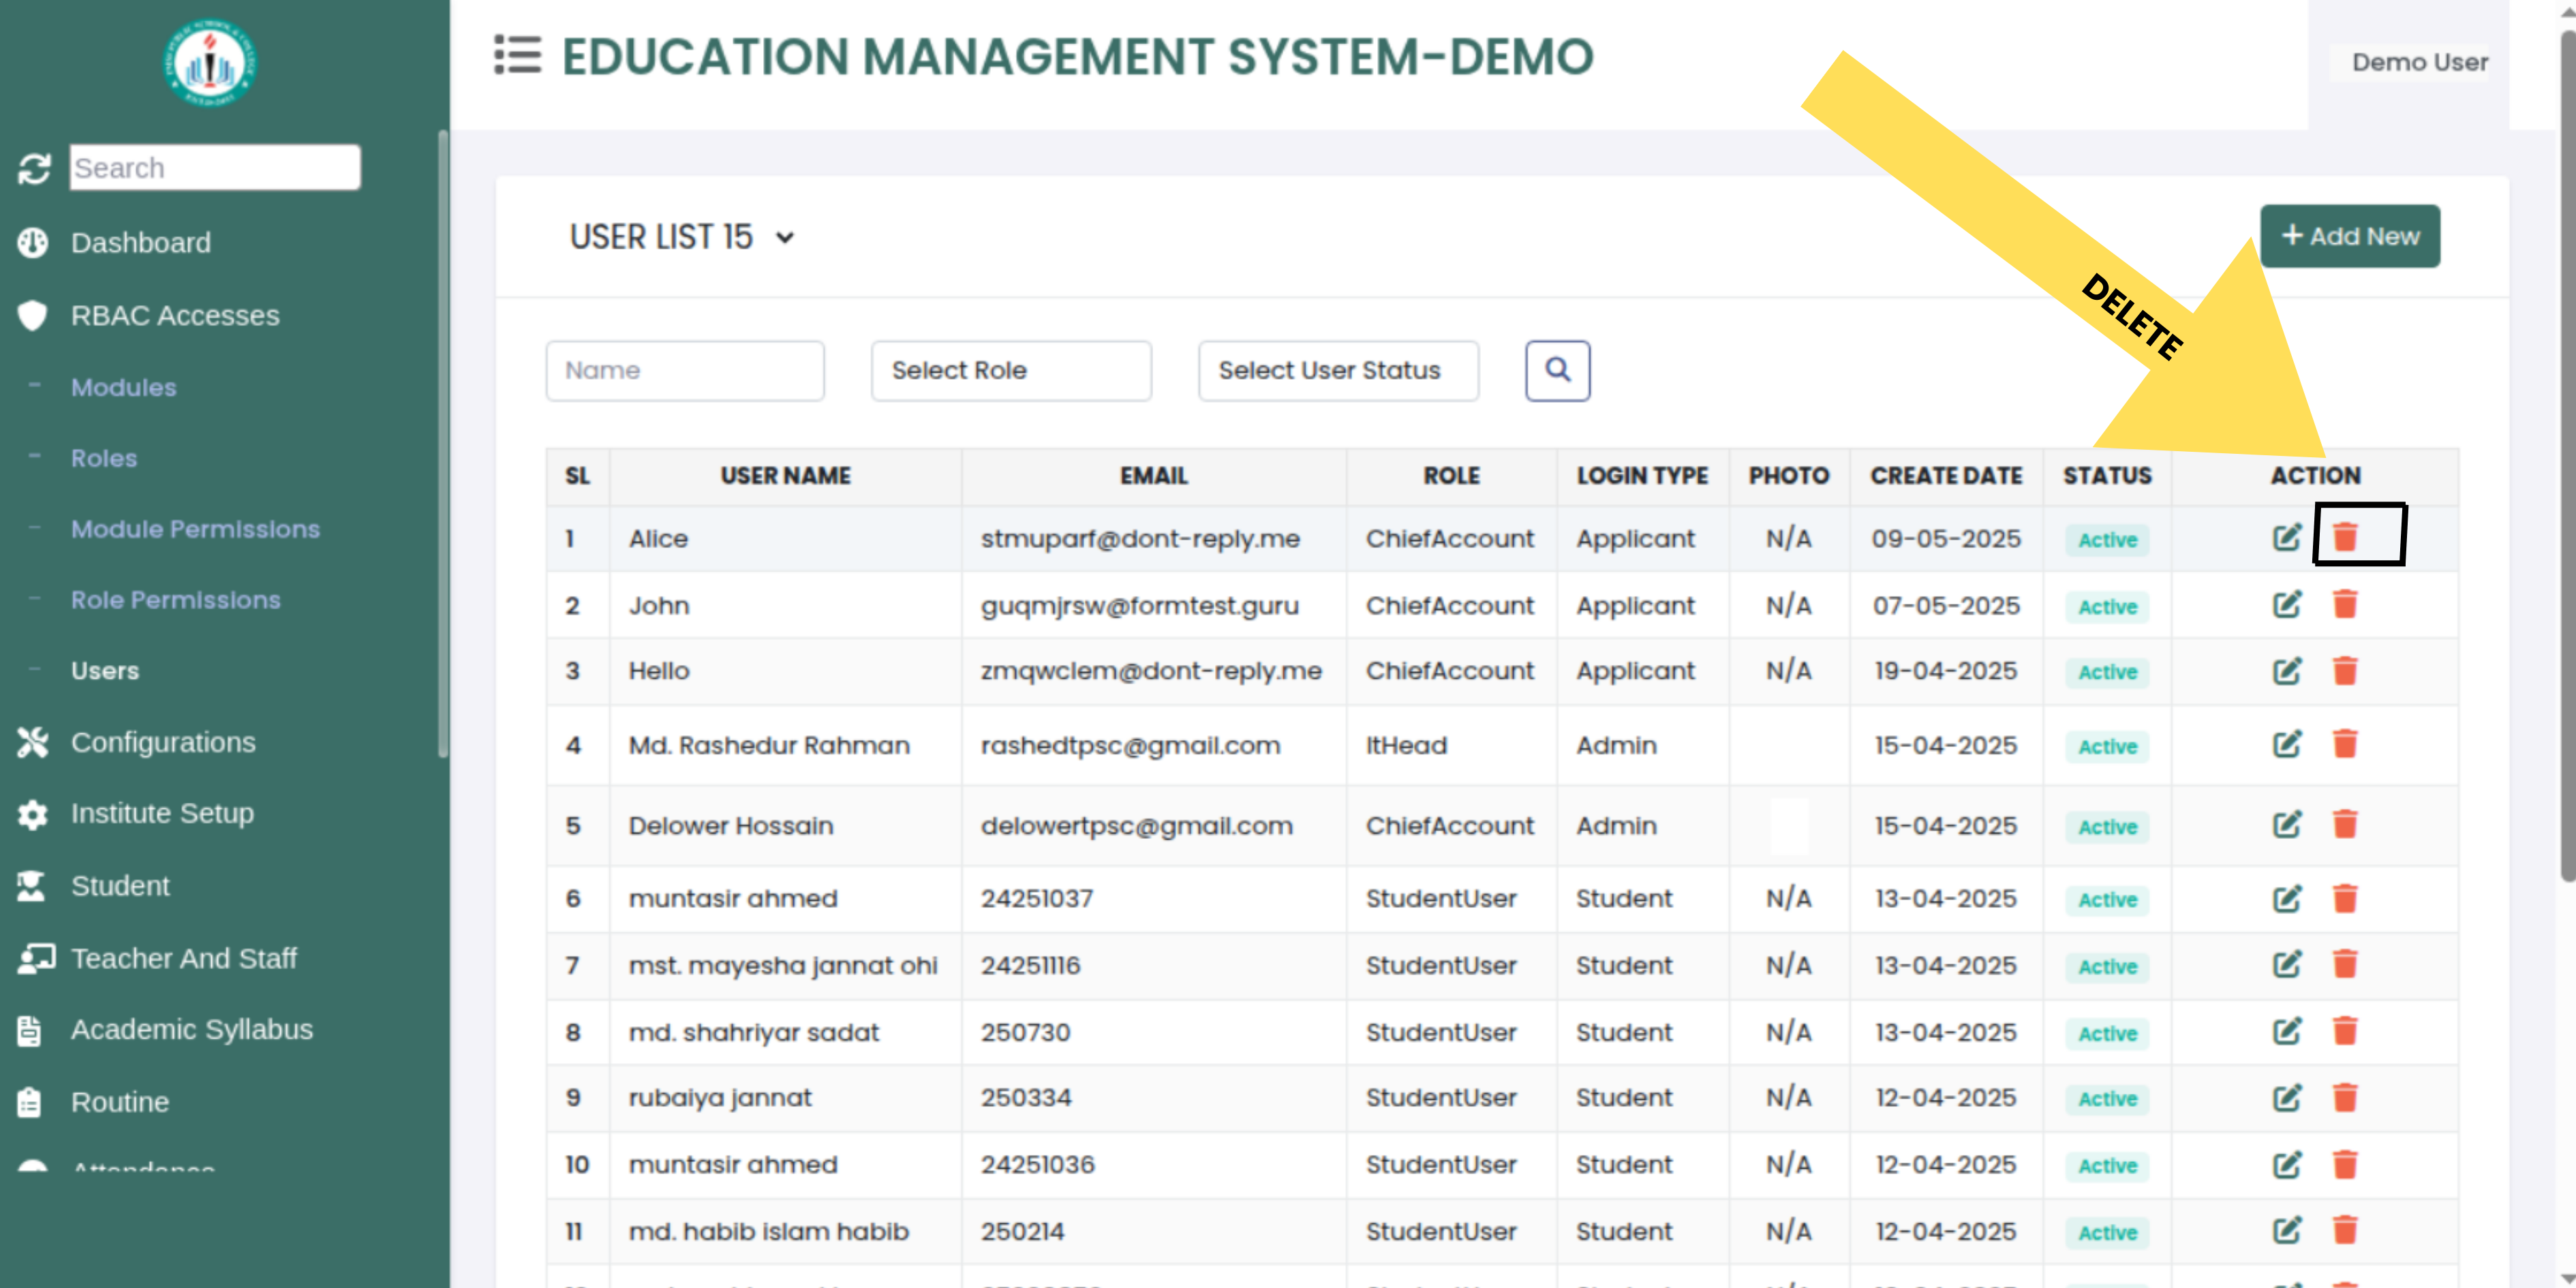 EDUCATION MANAGEMENT SYSTEM-DEMO
Demo User
Search
Dashboard
RBAC Accesses
Modules
Roles
Module Permissions
Role Permissions
Users
Configurations
Institute Setup
Student
Teacher And Staff
Academic Syllabus
Routine
USER LIST 15
+ Add New
DELETE
Name
Select Role
Select User Status
SL USER NAME EMAIL ROLE LOGIN TYPE PHOTO CREATE DATE STATUS ACTION
1 Alice stmuparf@dont-reply.me ChiefAccount Applicant N/A 09-05-2025 Active
2 John guqmjrsw@formtest.guru ChiefAccount Applicant N/A 07-05-2025 Active
3 Hello zmqwclem@dont-reply.me ChiefAccount Applicant N/A 19-04-2025 Active
4 Md. Rashedur Rahman rashedtpsc@gmail.com ItHead Admin 15-04-2025 Active
5 Delower Hossain delowertpsc@gmail.com ChiefAccount Admin 15-04-2025 Active
6 muntasir ahmed 24251037 StudentUser Student N/A 13-04-2025 Active
7 mst. mayesha jannat ohi 24251116 StudentUser Student N/A 13-04-2025 Active
8 md. shahriyar sadat 250730 StudentUser Student N/A 13-04-2025 Active
9 rubaiya jannat 250334 StudentUser Student N/A 12-04-2025 Active
10 muntasir ahmed 24251036 StudentUser Student N/A 12-04-2025 Active
11 md. habib islam habib 250214 StudentUser Student N/A 12-04-2025 Active